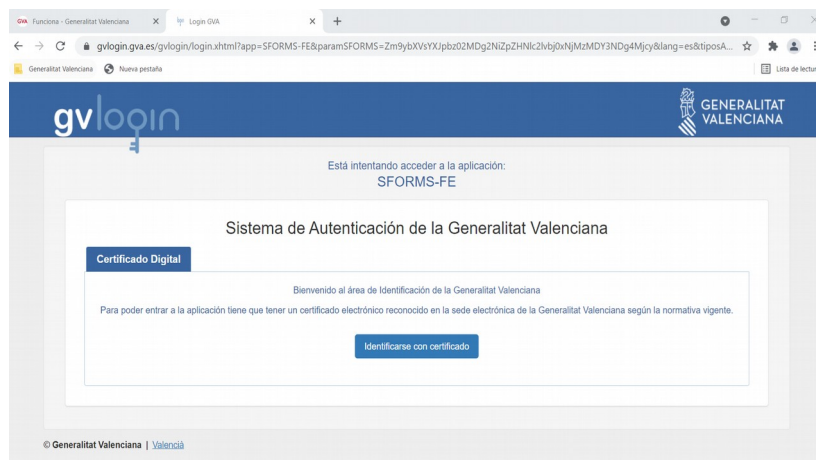 GVA Funciona - Generalitat Valenciana
Login GVA
gvlogin.gva.es/gvlogin/login.xhtml?app=SFORMS-FE&paramSFORMS=Zm9ybXVsYXJpbz02MDg2NiZpZHNlc2lvbj0xNjMzMDY3NDg4Mjcy&lang=es&tiposA...
Generalitat Valenciana
Nueva pestaña
Lista de lectur
gvlogin
GENERALITAT
VALENCIANA
Está intentando acceder a la aplicación:
SFORMS-FE
Sistema de Autenticación de la Generalitat Valenciana
Certificado Digital
Bienvenido al área de Identificación de la Generalitat Valenciana
Para poder entrar a la aplicación tiene que tener un certificado electrónico reconocido en la sede electrónica de la Generalitat Valenciana según la normativa vigente.
Identificarse con certificado
© Generalitat Valenciana | Valencià